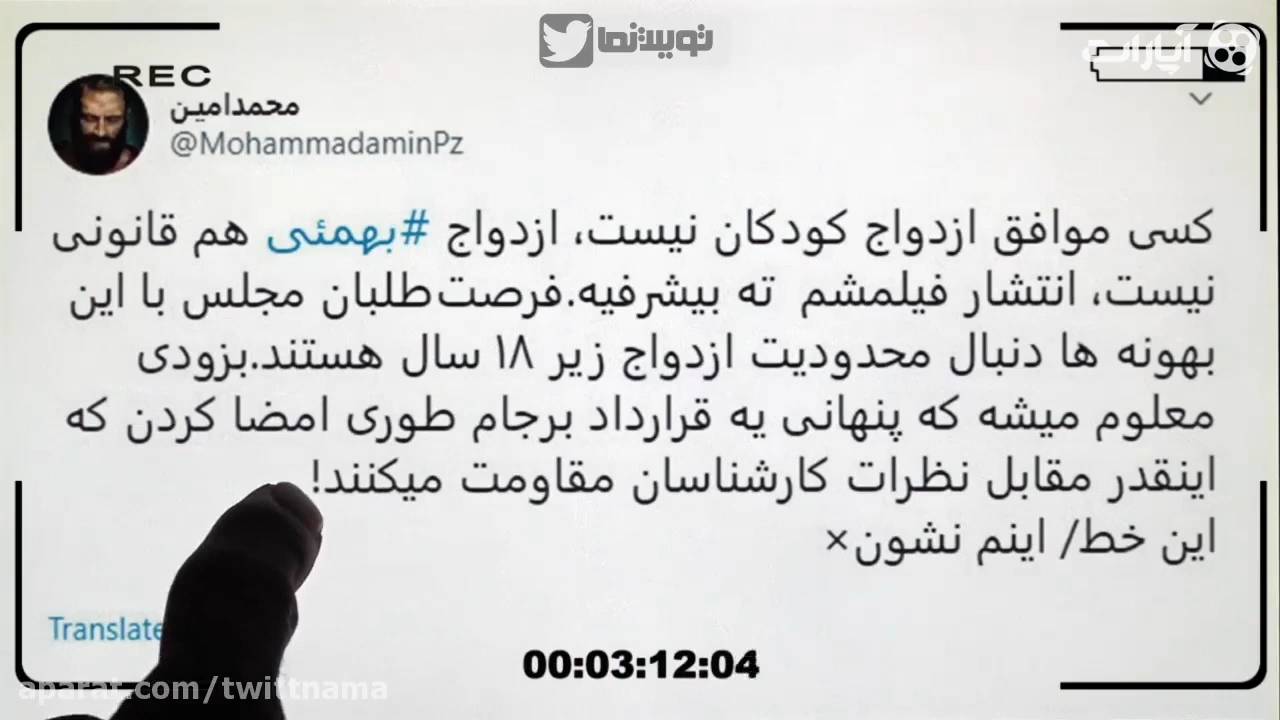 توییت‌نما
آپارات
REC
محمدامین
@MohammadaminPz
کسی موافق ازدواج کودکان نیست، ازدواج #بهمئی هم قانونی
نیست، انتشار فیلمشم ته بیشرفیه.فرصت‌طلبان مجلس با این
بهونه ها دنبال محدودیت ازدواج زیر ۱۸ سال هستند.بزودی
معلوم میشه که پنهانی یه قرارداد برجام طوری امضا کردن که
اینقدر مقابل نظرات کارشناسان مقاومت میکنند!
این خط/ اینم نشون×
Translate
00:03:12:04
aparat.com/twittnama